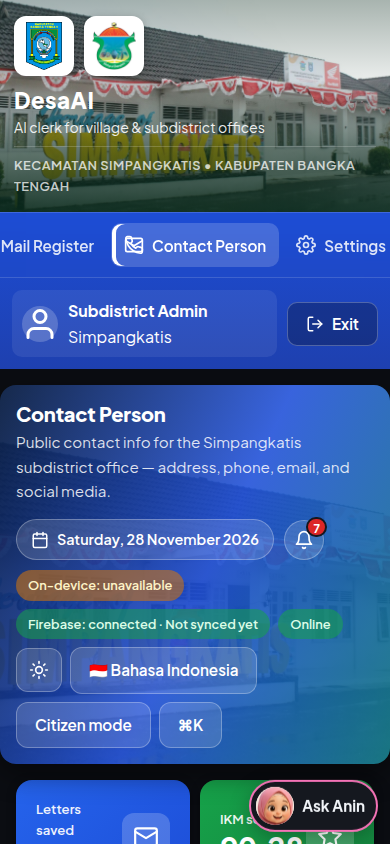 DesaAI
AI clerk for village & subdistrict offices
KECAMATAN SIMPANGKATIS • KABUPATEN BANGKA
TENGAH
Mail Register
Contact Person
Settings
Subdistrict Admin
Simpangkatis
Exit
Contact Person
Public contact info for the Simpangkatis
subdistrict office — address, phone, email, and
social media.
Saturday, 28 November 2026
7
On-device: unavailable
Firebase: connected · Not synced yet
Online
🇮🇩 Bahasa Indonesia
Citizen mode
⌘K
Letters
saved
IKM
Ask Anin